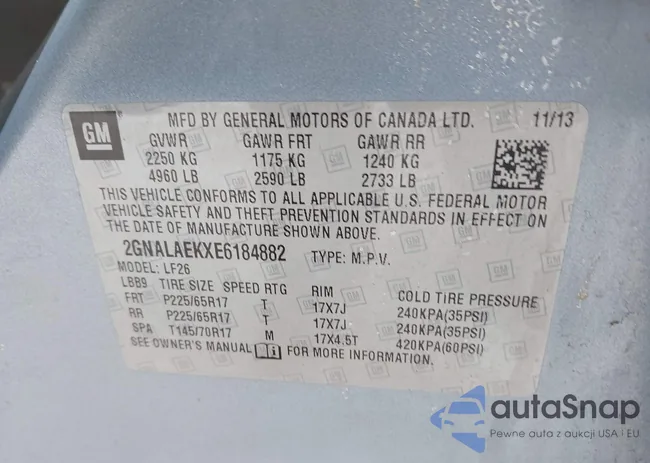 GM
MFD BY GENERAL MOTORS OF CANADA LTD. 11/13
GVWR GAWR FRT GAWR RR
2250 KG 1175 KG 1240 KG
4960 LB 2590 LB 2733 LB
THIS VEHICLE CONFORMS TO ALL APPLICABLE U.S. FEDERAL MOTOR
VEHICLE SAFETY AND THEFT PREVENTION STANDARDS IN EFFECT ON
THE DATE OF MANUFACTURE SHOWN ABOVE.
2GNALAEKXE6184882 TYPE: M.P.V.
MODEL: LF26
LBB9 TIRE SIZE SPEED RTG RIM COLD TIRE PRESSURE
FRT P225/65R17 T 17X7J 240KPA(35PSI)
RR P225/65R17 T 17X7J 240KPA(35PSI)
SPA T145/70R17 M 17X4.5T 420KPA(60PSI)
SEE OWNER'S MANUAL FOR MORE INFORMATION.
autaSnap
Pewne auta z aukcji USA i EU